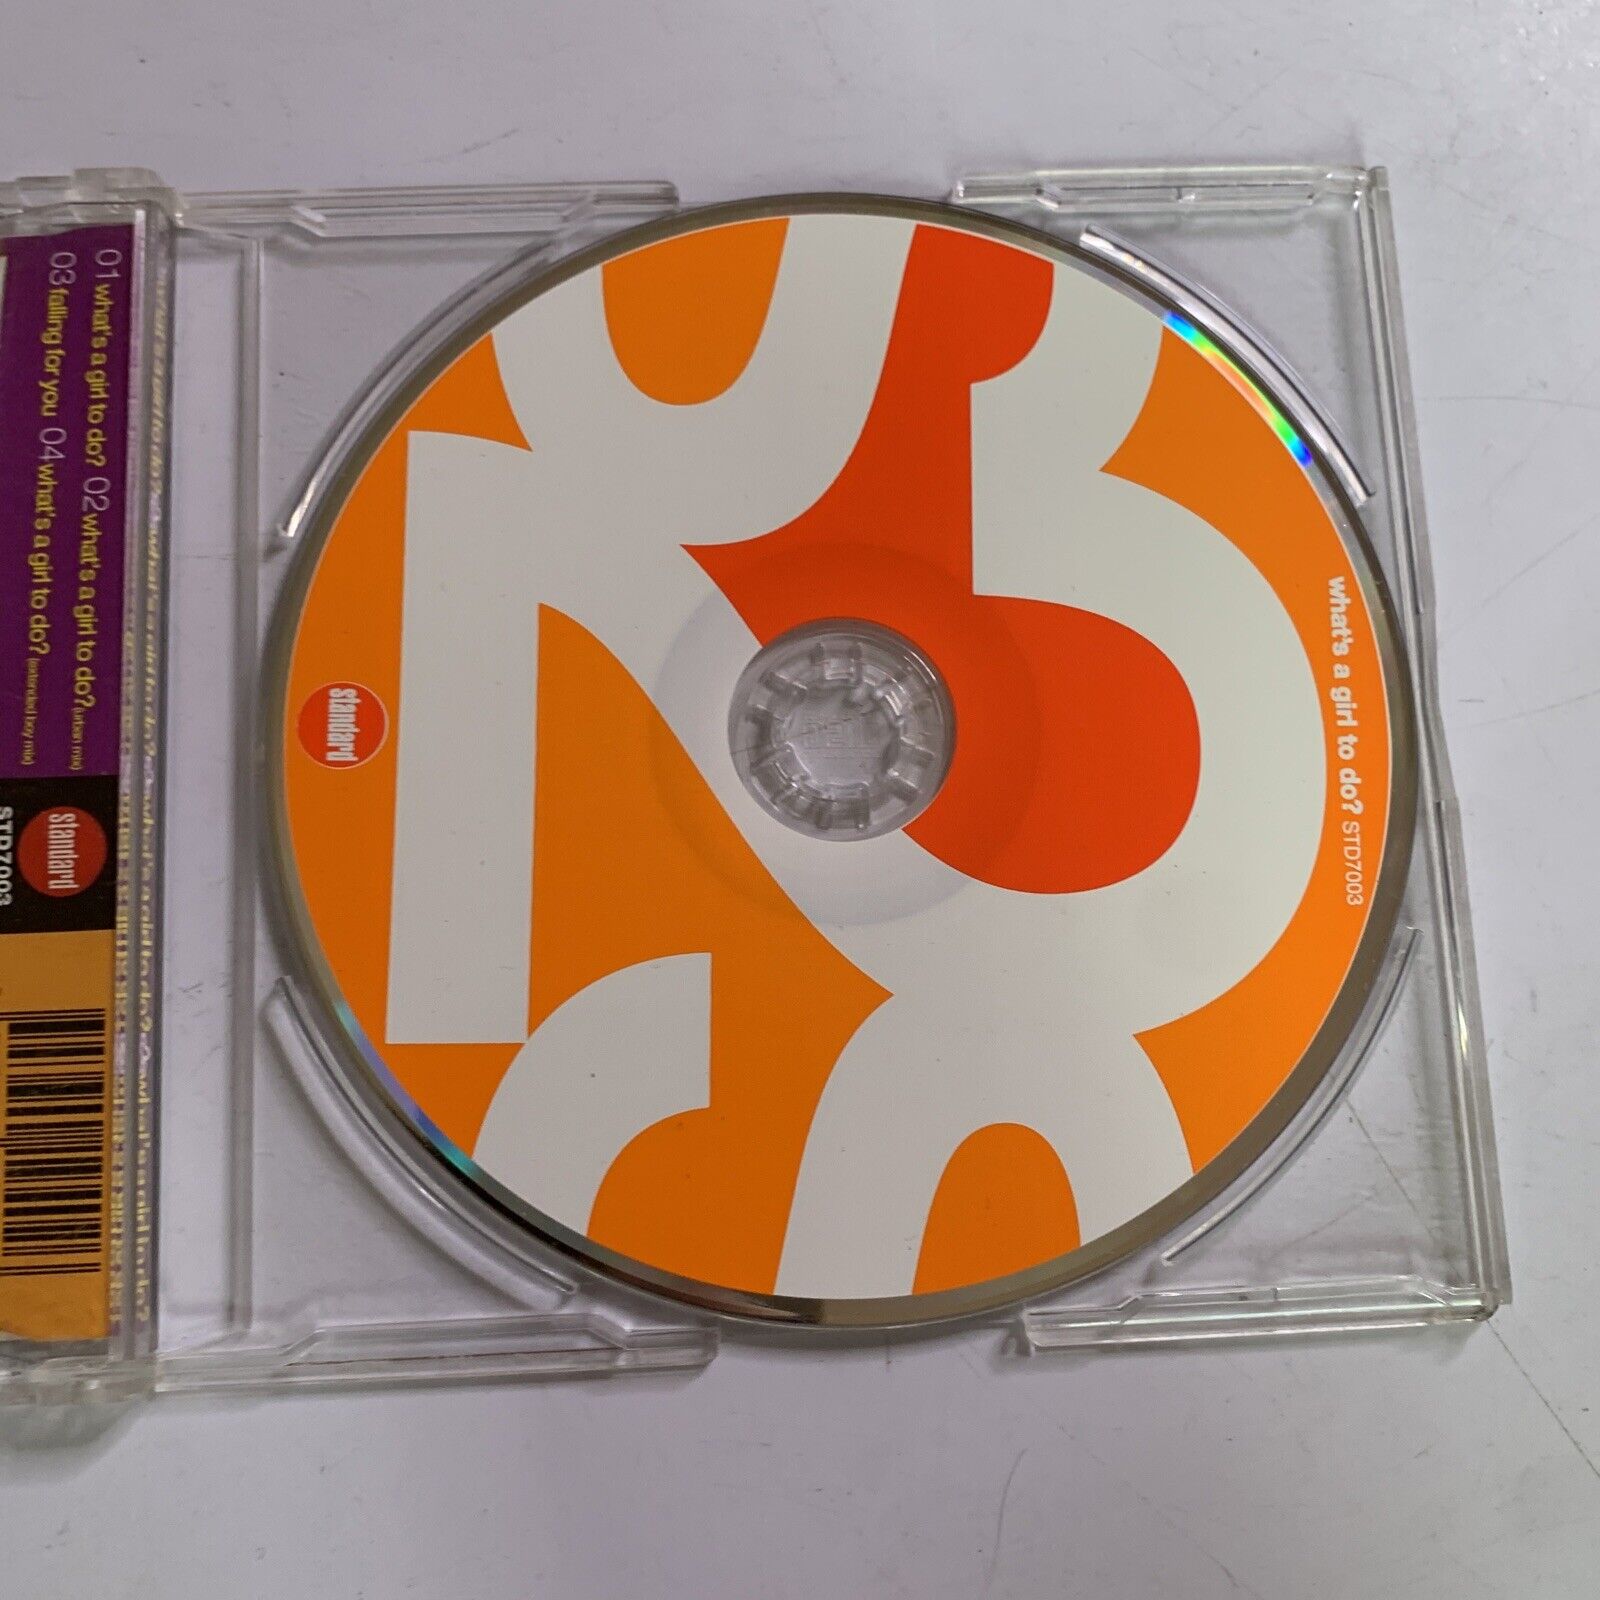 01 what's a girl to do? 02 what's a girl to do? (urban mix)
03 falling for you 04 what's a girl to do? (extended boy mix)
standard
STD7003
standard
what's a girl to do? STD7003